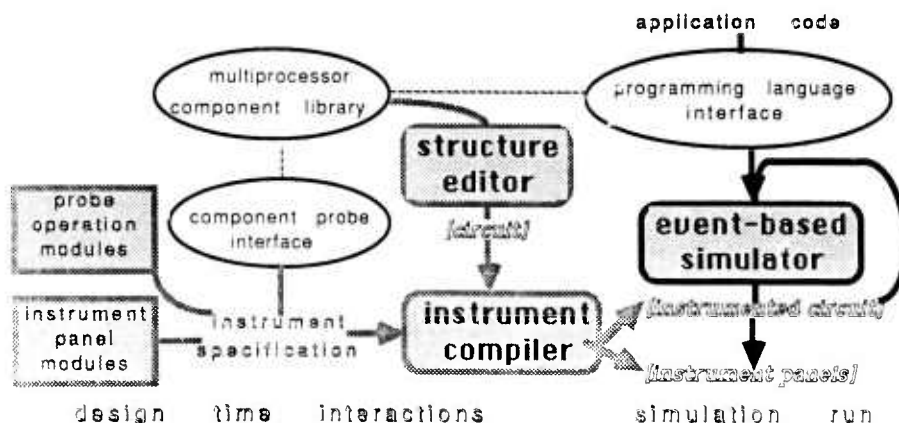 application code
multiprocessor
component library
programming language
interface
structure
editor
probe
operation
modules
component probe
interface
[circuit]
event-based
simulator
instrument
panel
modules
instrument
specification
instrument
compiler
[instrumented circuit]
[instrument panels]
design time interactions
simulation run